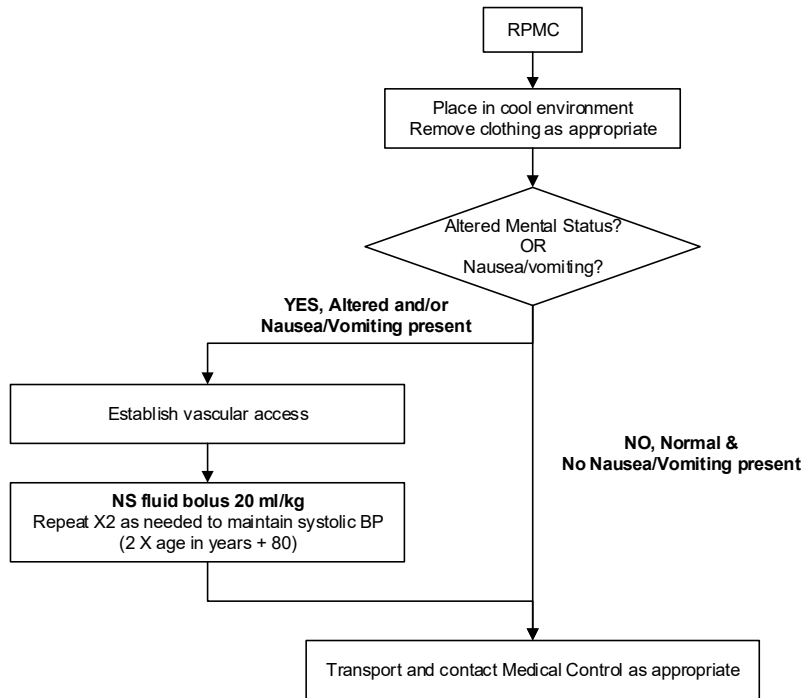 RPMC
Place in cool environment
Remove clothing as appropriate
Altered Mental Status?
OR
Nausea/vomiting?
YES, Altered and/or
Nausea/Vomiting present
Establish vascular access
NO, Normal &
No Nausea/Vomiting present
NS fluid bolus 20 ml/kg
Repeat X2 as needed to maintain systolic BP
(2 X age in years + 80)
Transport and contact Medical Control as appropriate